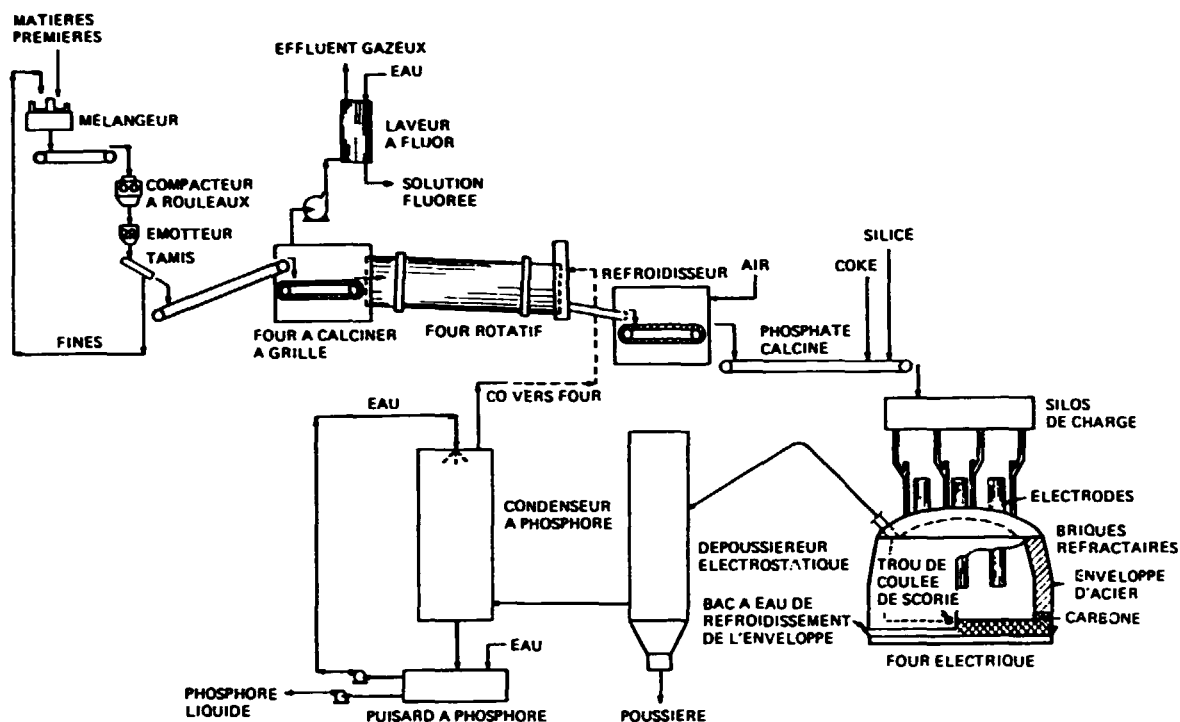 MATIERES
PREMIERES
EFFLUENT GAZEUX
EAU
MÉLANGEUR
LAVEUR
A FLUOR
COMPACTEUR
A ROULEAUX
SOLUTION
FLUOREE
EMOTTEUR
TAMIS
SILICE
REFROIDISSEUR
AIR
COKE
FINES
FOUR A CALCINER
A GRILLE
FOUR ROTATIF
PHOSPHATE
CALCINE
EAU
CO VERS FOUR
SILOS
DE CHARGE
CONDENSEUR
A PHOSPHORE
ELECTRODES
DEPOUSSIEREUR
ELECTROSTATIQUE
BRIQUES
REFRACTAIRES
TROU DE
COULEE
DE SCORIE
ENVELOPPE
D'ACIER
BAC A EAU DE
REFROIDISSEMENT
DE L'ENVELOPPE
CARBONE
EAU
FOUR ELECTRIQUE
PHOSPHORE
LIQUIDE
PUISARD A PHOSPHORE
POUSSIERE